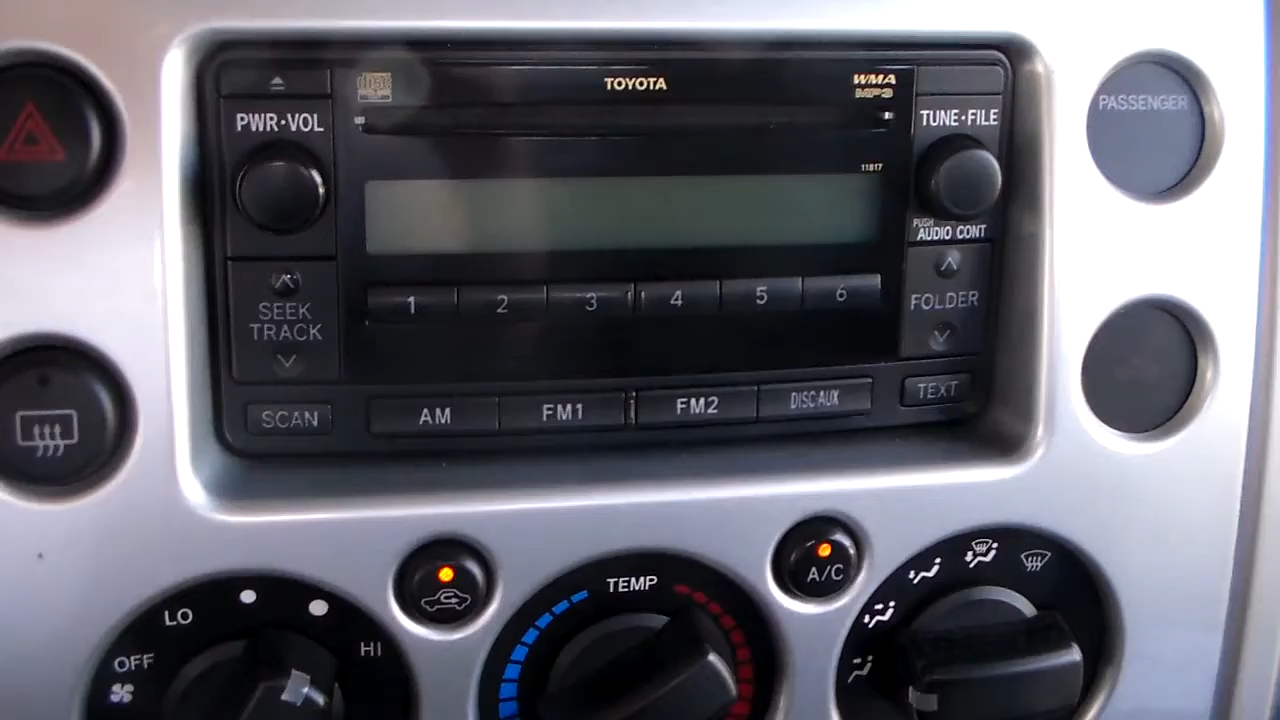 TOYOTA
WMA
MP3
PWR·VOL
TUNE·FILE
PASSENGER
11817
PUSH
AUDIO CONT
1 2 3 4 5 6
SEEK
TRACK
FOLDER
SCAN
AM
FM1
FM2
DISC·AUX
TEXT
TEMP
A/C
LO
HI
OFF